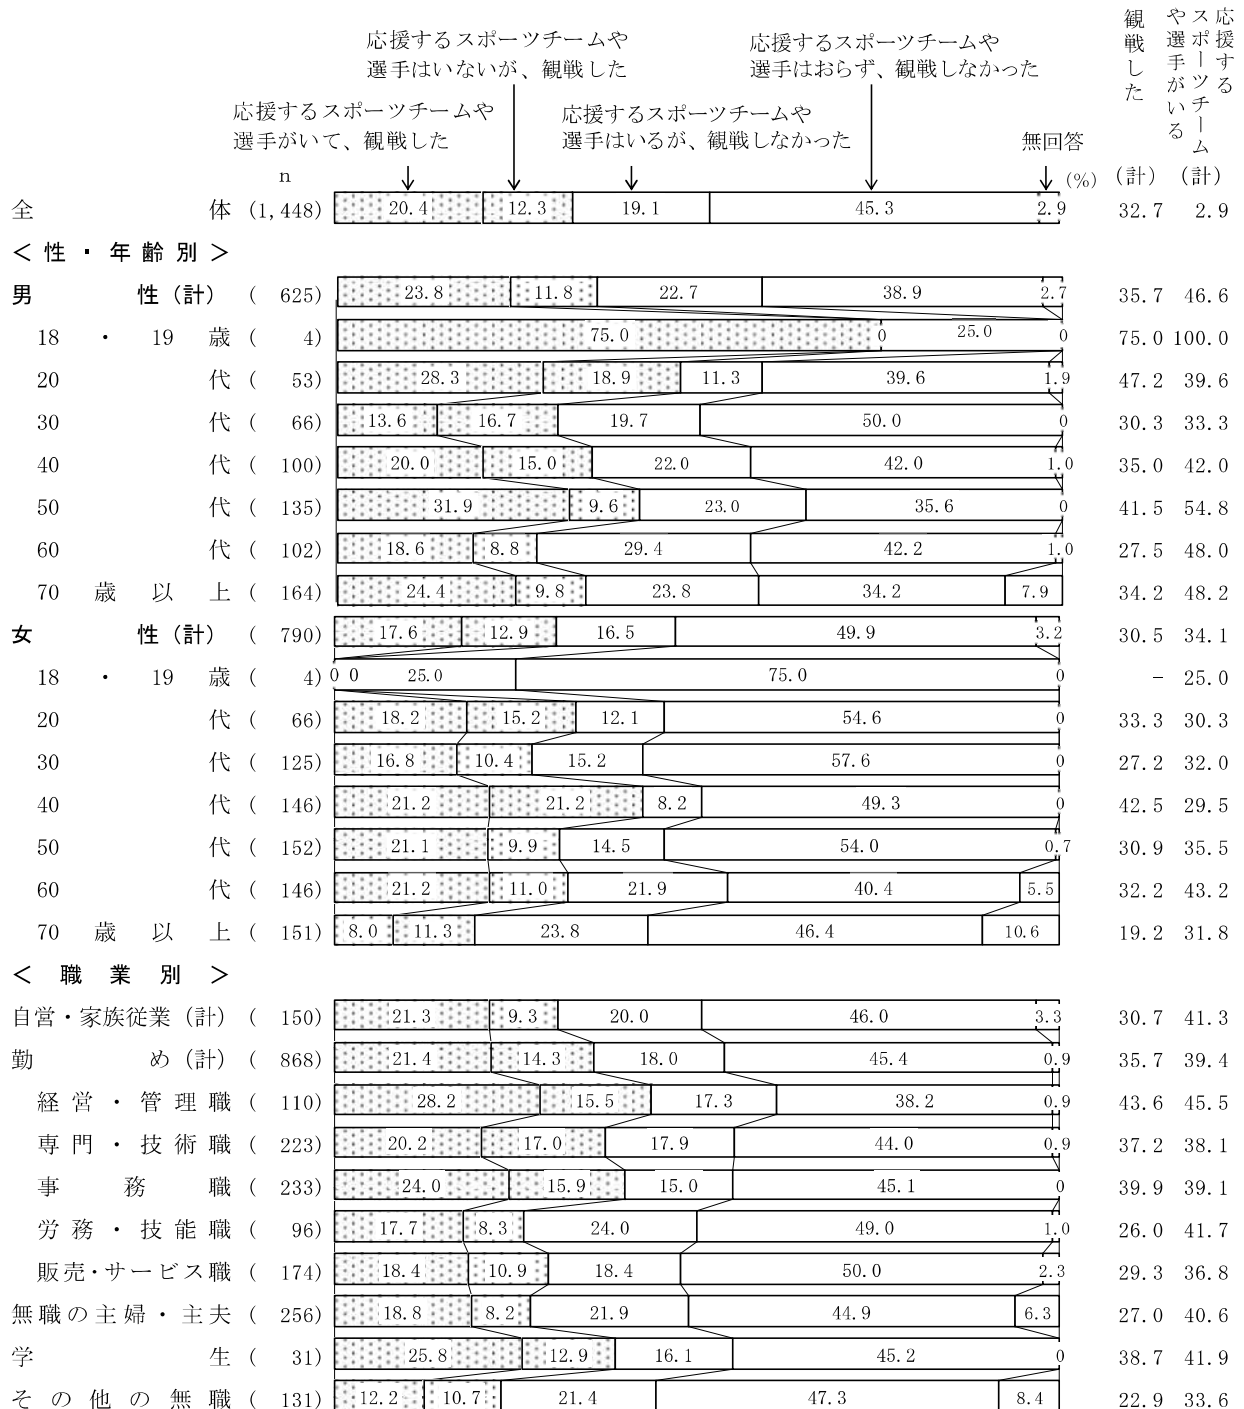 応援するスポーツチームや
選手はいないが、観戦した
応援するスポーツチームや
選手はおらず、観戦しなかった
応援するスポーツチームや
選手がいて、観戦した
応援するスポーツチームや
選手はいるが、観戦しなかった
無回答
観戦した
応援する
スポーツチーム
や選手がいる
n (%) (計) (計)
全体 (1,448) 20.4 12.3 19.1 45.3 2.9 32.7 2.9
＜性・年齢別＞
男性(計) ( 625) 23.8 11.8 22.7 38.9 2.7 35.7 46.6
18・19歳 ( 4) 75.0 0 25.0 0 75.0 100.0
20代 ( 53) 28.3 18.9 11.3 39.6 1.9 47.2 39.6
30代 ( 66) 13.6 16.7 19.7 50.0 0 30.3 33.3
40代 ( 100) 20.0 15.0 22.0 42.0 1.0 35.0 42.0
50代 ( 135) 31.9 9.6 23.0 35.6 0 41.5 54.8
60代 ( 102) 18.6 8.8 29.4 42.2 1.0 27.5 48.0
70歳以上 ( 164) 24.4 9.8 23.8 34.2 7.9 34.2 48.2
女性(計) ( 790) 17.6 12.9 16.5 49.9 3.2 30.5 34.1
18・19歳 ( 4) 0 0 25.0 75.0 0 － 25.0
20代 ( 66) 18.2 15.2 12.1 54.6 0 33.3 30.3
30代 ( 125) 16.8 10.4 15.2 57.6 0 27.2 32.0
40代 ( 146) 21.2 21.2 8.2 49.3 0 42.5 29.5
50代 ( 152) 21.1 9.9 14.5 54.0 0.7 30.9 35.5
60代 ( 146) 21.2 11.0 21.9 40.4 5.5 32.2 43.2
70歳以上 ( 151) 8.0 11.3 23.8 46.4 10.6 19.2 31.8
＜職業別＞
自営・家族従業(計) ( 150) 21.3 9.3 20.0 46.0 3.3 30.7 41.3
勤め(計) ( 868) 21.4 14.3 18.0 45.4 0.9 35.7 39.4
経営・管理職 ( 110) 28.2 15.5 17.3 38.2 0.9 43.6 45.5
専門・技術職 ( 223) 20.2 17.0 17.9 44.0 0.9 37.2 38.1
事務職 ( 233) 24.0 15.9 15.0 45.1 0 39.9 39.1
労務・技能職 ( 96) 17.7 8.3 24.0 49.0 1.0 26.0 41.7
販売・サービス職 ( 174) 18.4 10.9 18.4 50.0 2.3 29.3 36.8
無職の主婦・主夫 ( 256) 18.8 8.2 21.9 44.9 6.3 27.0 40.6
学生 ( 31) 25.8 12.9 16.1 45.2 0 38.7 41.9
その他の無職 ( 131) 12.2 10.7 21.4 47.3 8.4 22.9 33.6